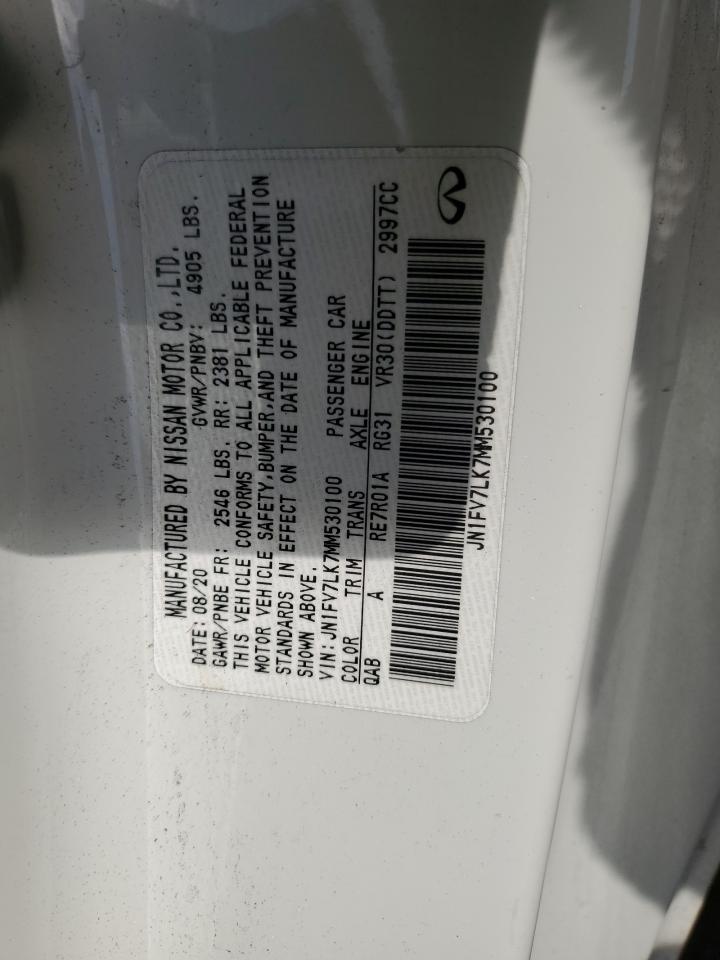 MANUFACTURED BY NISSAN MOTOR CO.,LTD.
DATE: 08/20 GVWR/PNBV: 4905 LBS.
GAWR/PNBE FR: 2546 LBS. RR: 2381 LBS.
THIS VEHICLE CONFORMS TO ALL APPLICABLE FEDERAL
MOTOR VEHICLE SAFETY,BUMPER,AND THEFT PREVENTION
STANDARDS IN EFFECT ON THE DATE OF MANUFACTURE
SHOWN ABOVE.
VIN: JN1FV7LK7MM530100 PASSENGER CAR
COLOR TRIM TRANS AXLE ENGINE
QAB A RE7R01A RG31 VR30(DDTT) 2997CC
JN1FV7LK7MM530100